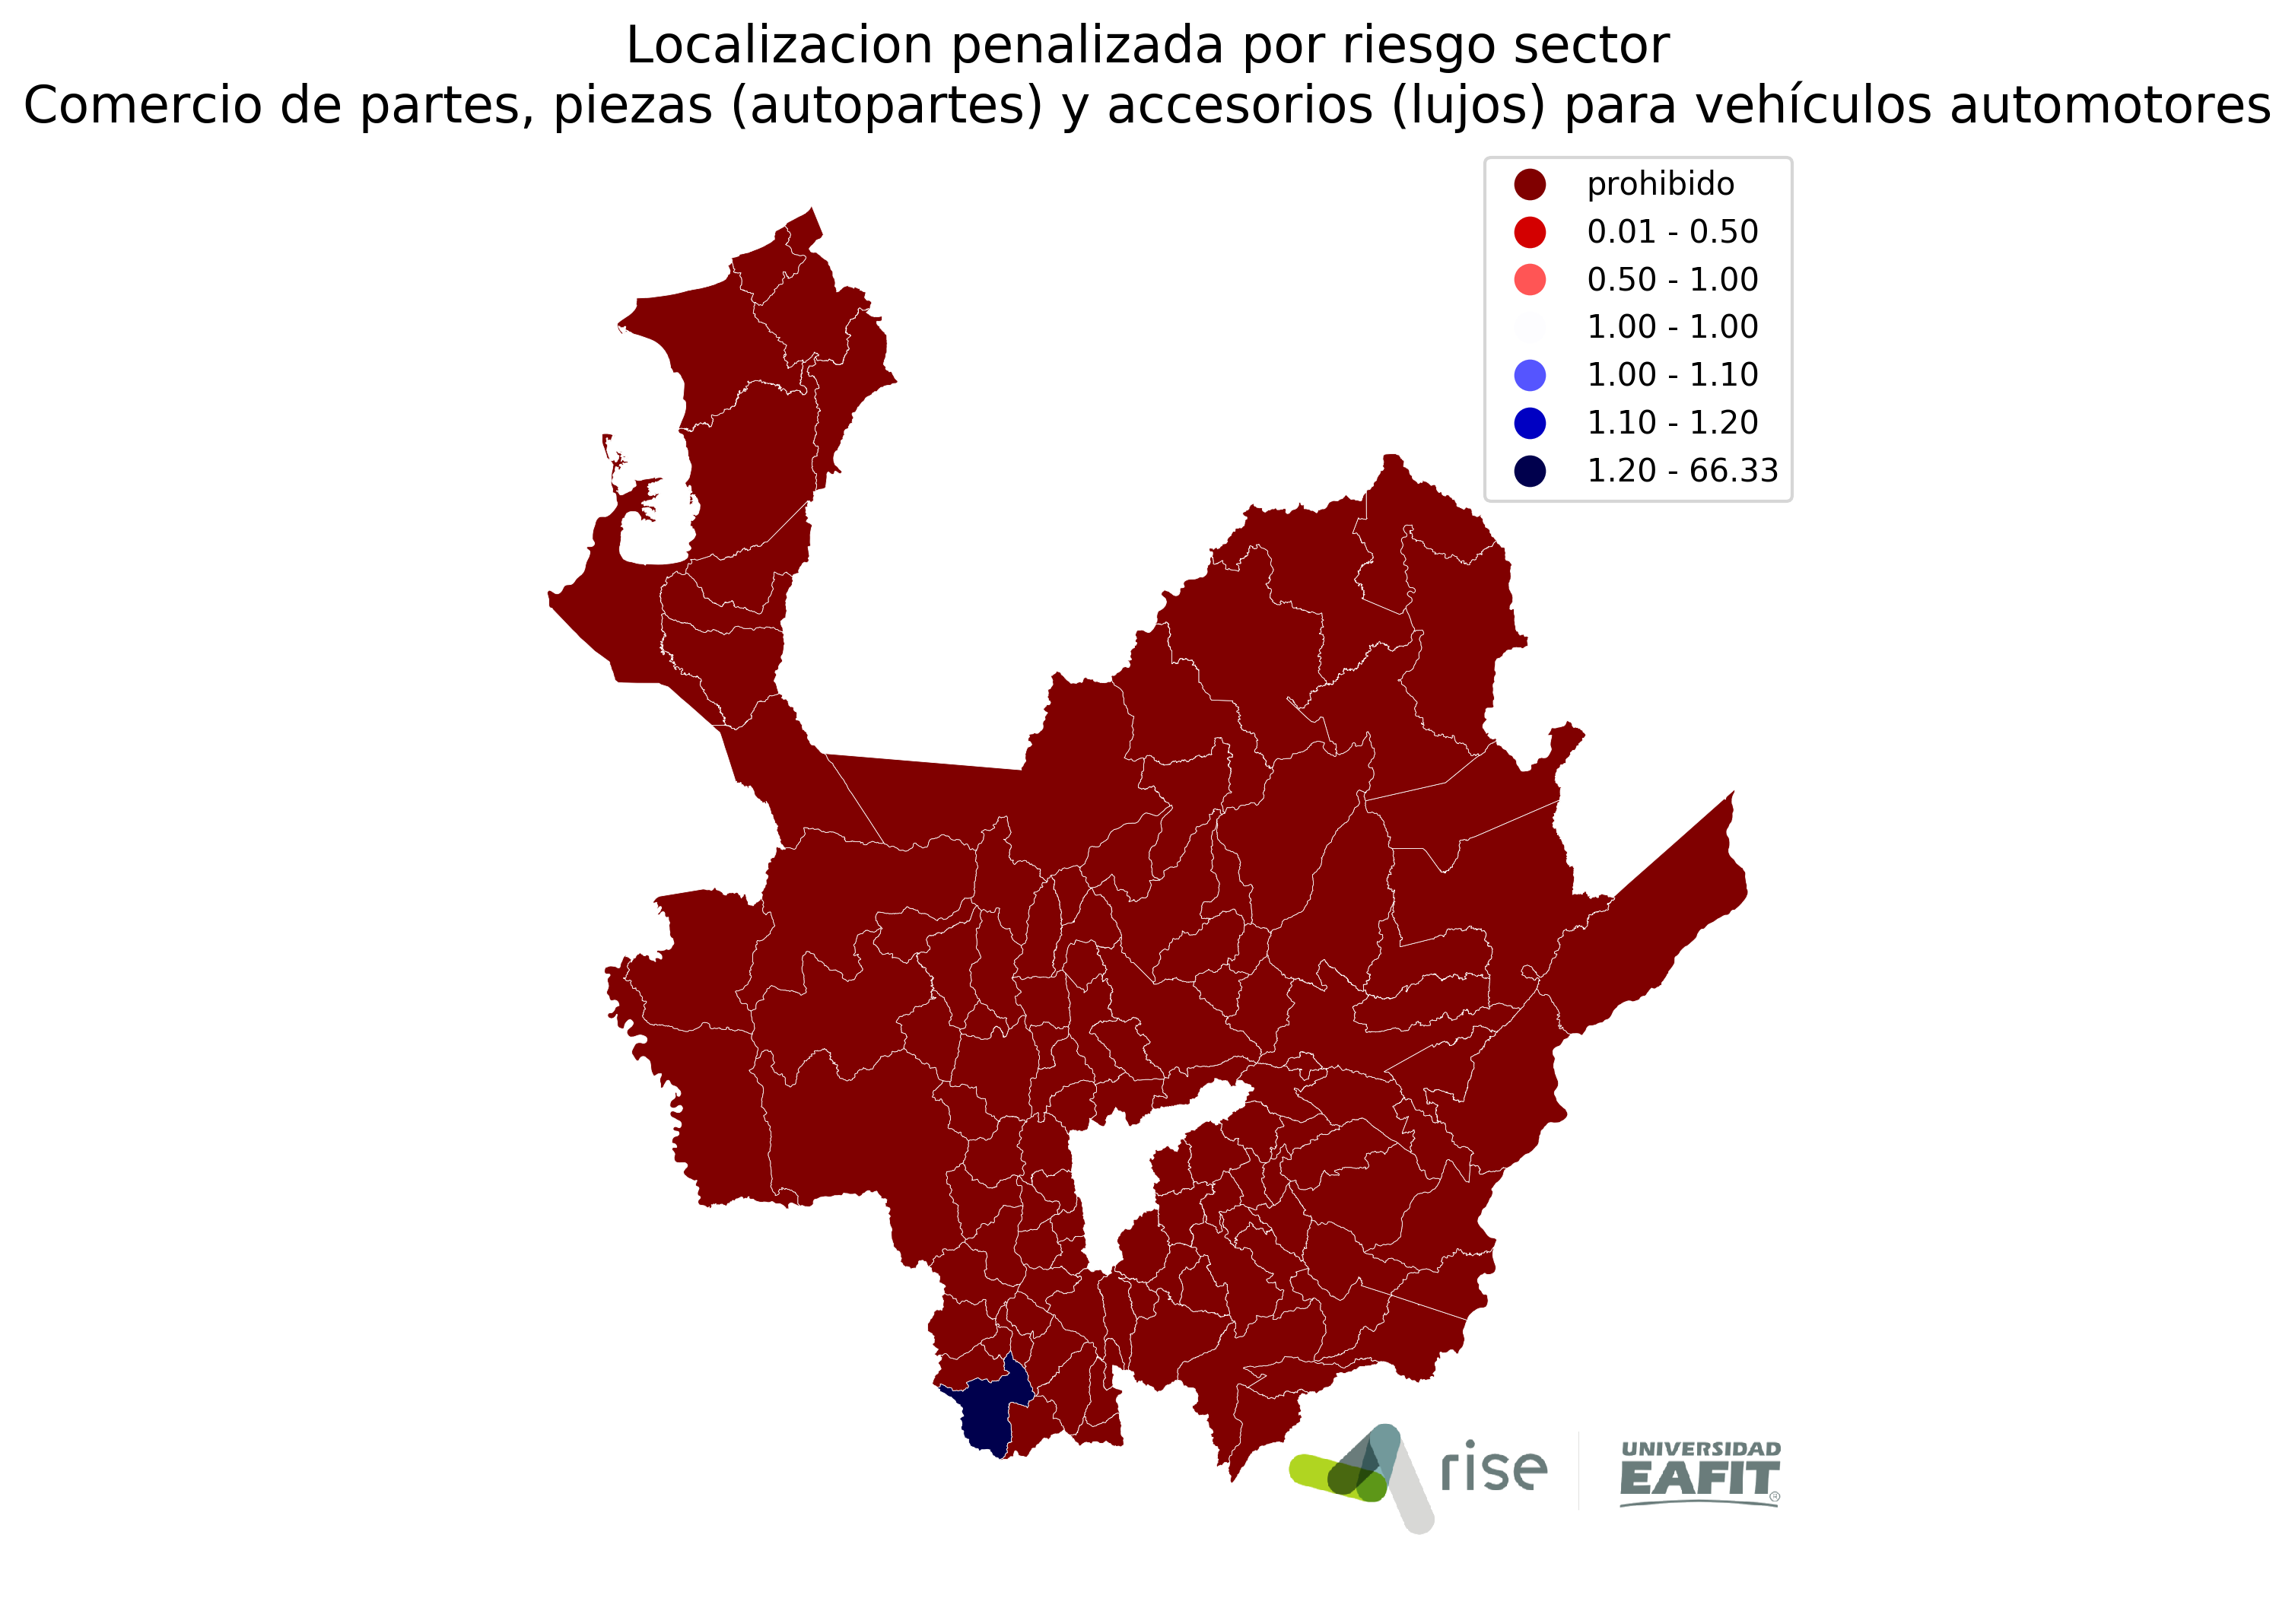 Localizacion penalizada por riesgo sector
Comercio de partes, piezas (autopartes) y accesorios (lujos) para vehículos automotores
prohibido
0.01 - 0.50
0.50 - 1.00
1.00 - 1.00
1.00 - 1.10
1.10 - 1.20
1.20 - 66.33
rise
UNIVERSIDAD
EAFIT®